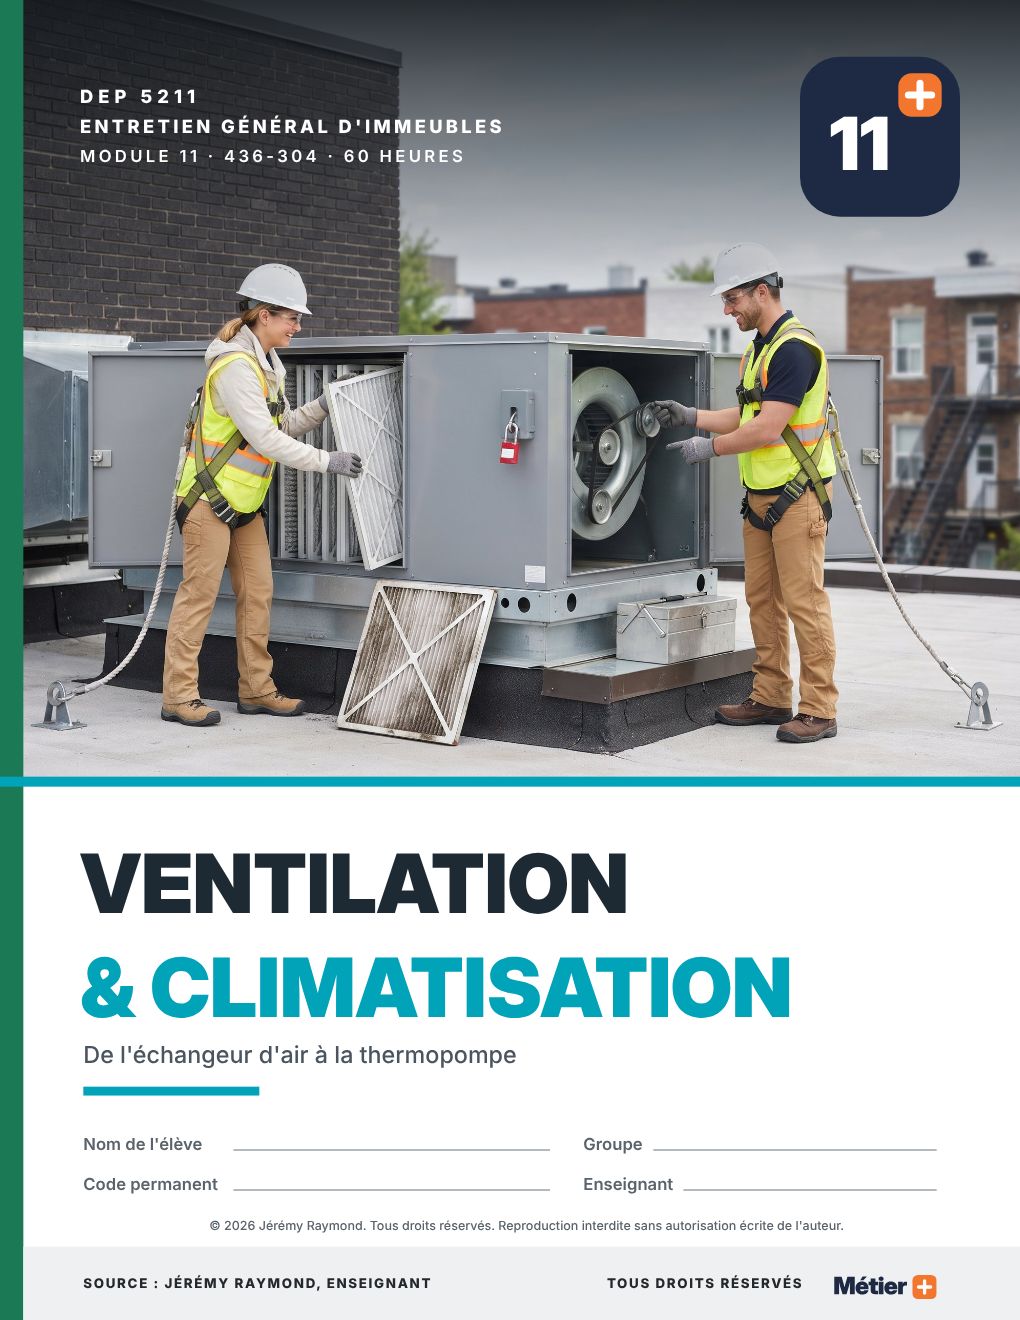 DEP 5211
ENTRETIEN GÉNÉRAL D'IMMEUBLES
MODULE 11 · 436-304 · 60 HEURES
11
VENTILATION
& CLIMATISATION
De l'échangeur d'air à la thermopompe
Nom de l'élève
Groupe
Code permanent
Enseignant
© 2026 Jérémy Raymond. Tous droits réservés. Reproduction interdite sans autorisation écrite de l'auteur.
SOURCE : JÉRÉMY RAYMOND, ENSEIGNANT
TOUS DROITS RÉSERVÉS
Métier